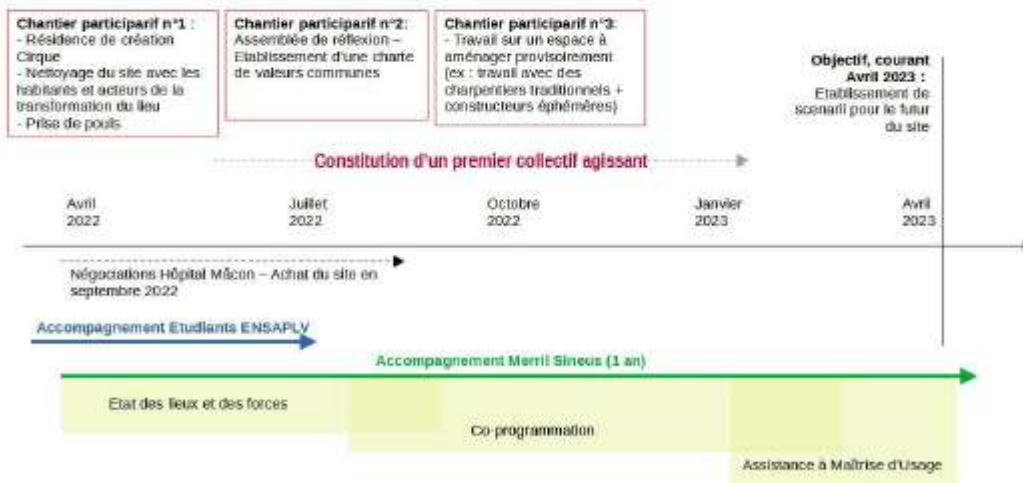 Chantier participarif n°1 :
- Résidence de création
Cirque
- Nettoyage du site avec les
habitants et acteurs de la
transformation du lieu
- Prise de pouls
Chantier participarif n°2:
Assemblée de réflexion –
Etablissement d'une charte
de valeurs communes
Chantier participarif n°3:
- Travail sur un espace à
aménager provisoirement
(ex : travail avec des
charpentiers traditionnels +
constructeurs éphémères)
Objectif, courant
Avril 2023 :
Etablissement de
scenarii pour le futur
du site
Constitution d'un premier collectif agissant
Avril
2022
Juillet
2022
Octobre
2022
Janvier
2023
Avril
2023
Négociations Hôpital Mâcon – Achat du site en
septembre 2022
Accompagnement Etudiants ENSAPLV
Accompagnement Merril Sineus (1 an)
Etat des lieux et des forces
Co-programmation
Assistance à Maîtrise d'Usage